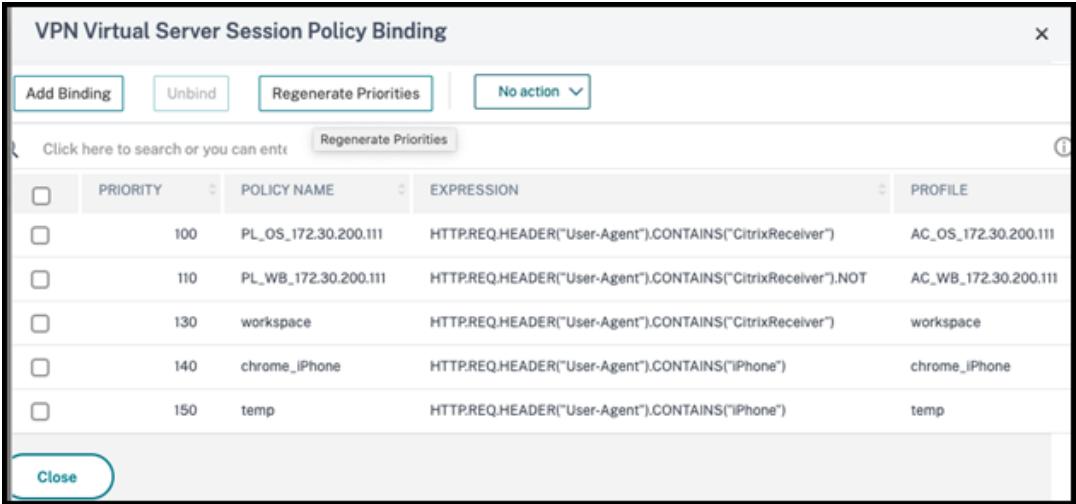 VPN Virtual Server Session Policy Binding
Add Binding Unbind Regenerate Priorities No action
Regenerate Priorities
Click here to search or you can ente
PRIORITY POLICY NAME EXPRESSION PROFILE
100 PL_OS_172.30.200.111 HTTP.REQ.HEADER("User-Agent").CONTAINS("CitrixReceiver") AC_OS_172.30.200.111
110 PL_WB_172.30.200.111 HTTP.REQ.HEADER("User-Agent").CONTAINS("CitrixReceiver").NOT AC_WB_172.30.200.111
130 workspace HTTP.REQ.HEADER("User-Agent").CONTAINS("CitrixReceiver") workspace
140 chrome_iPhone HTTP.REQ.HEADER("User-Agent").CONTAINS("iPhone") chrome_iPhone
150 temp HTTP.REQ.HEADER("User-Agent").CONTAINS("iPhone") temp
Close